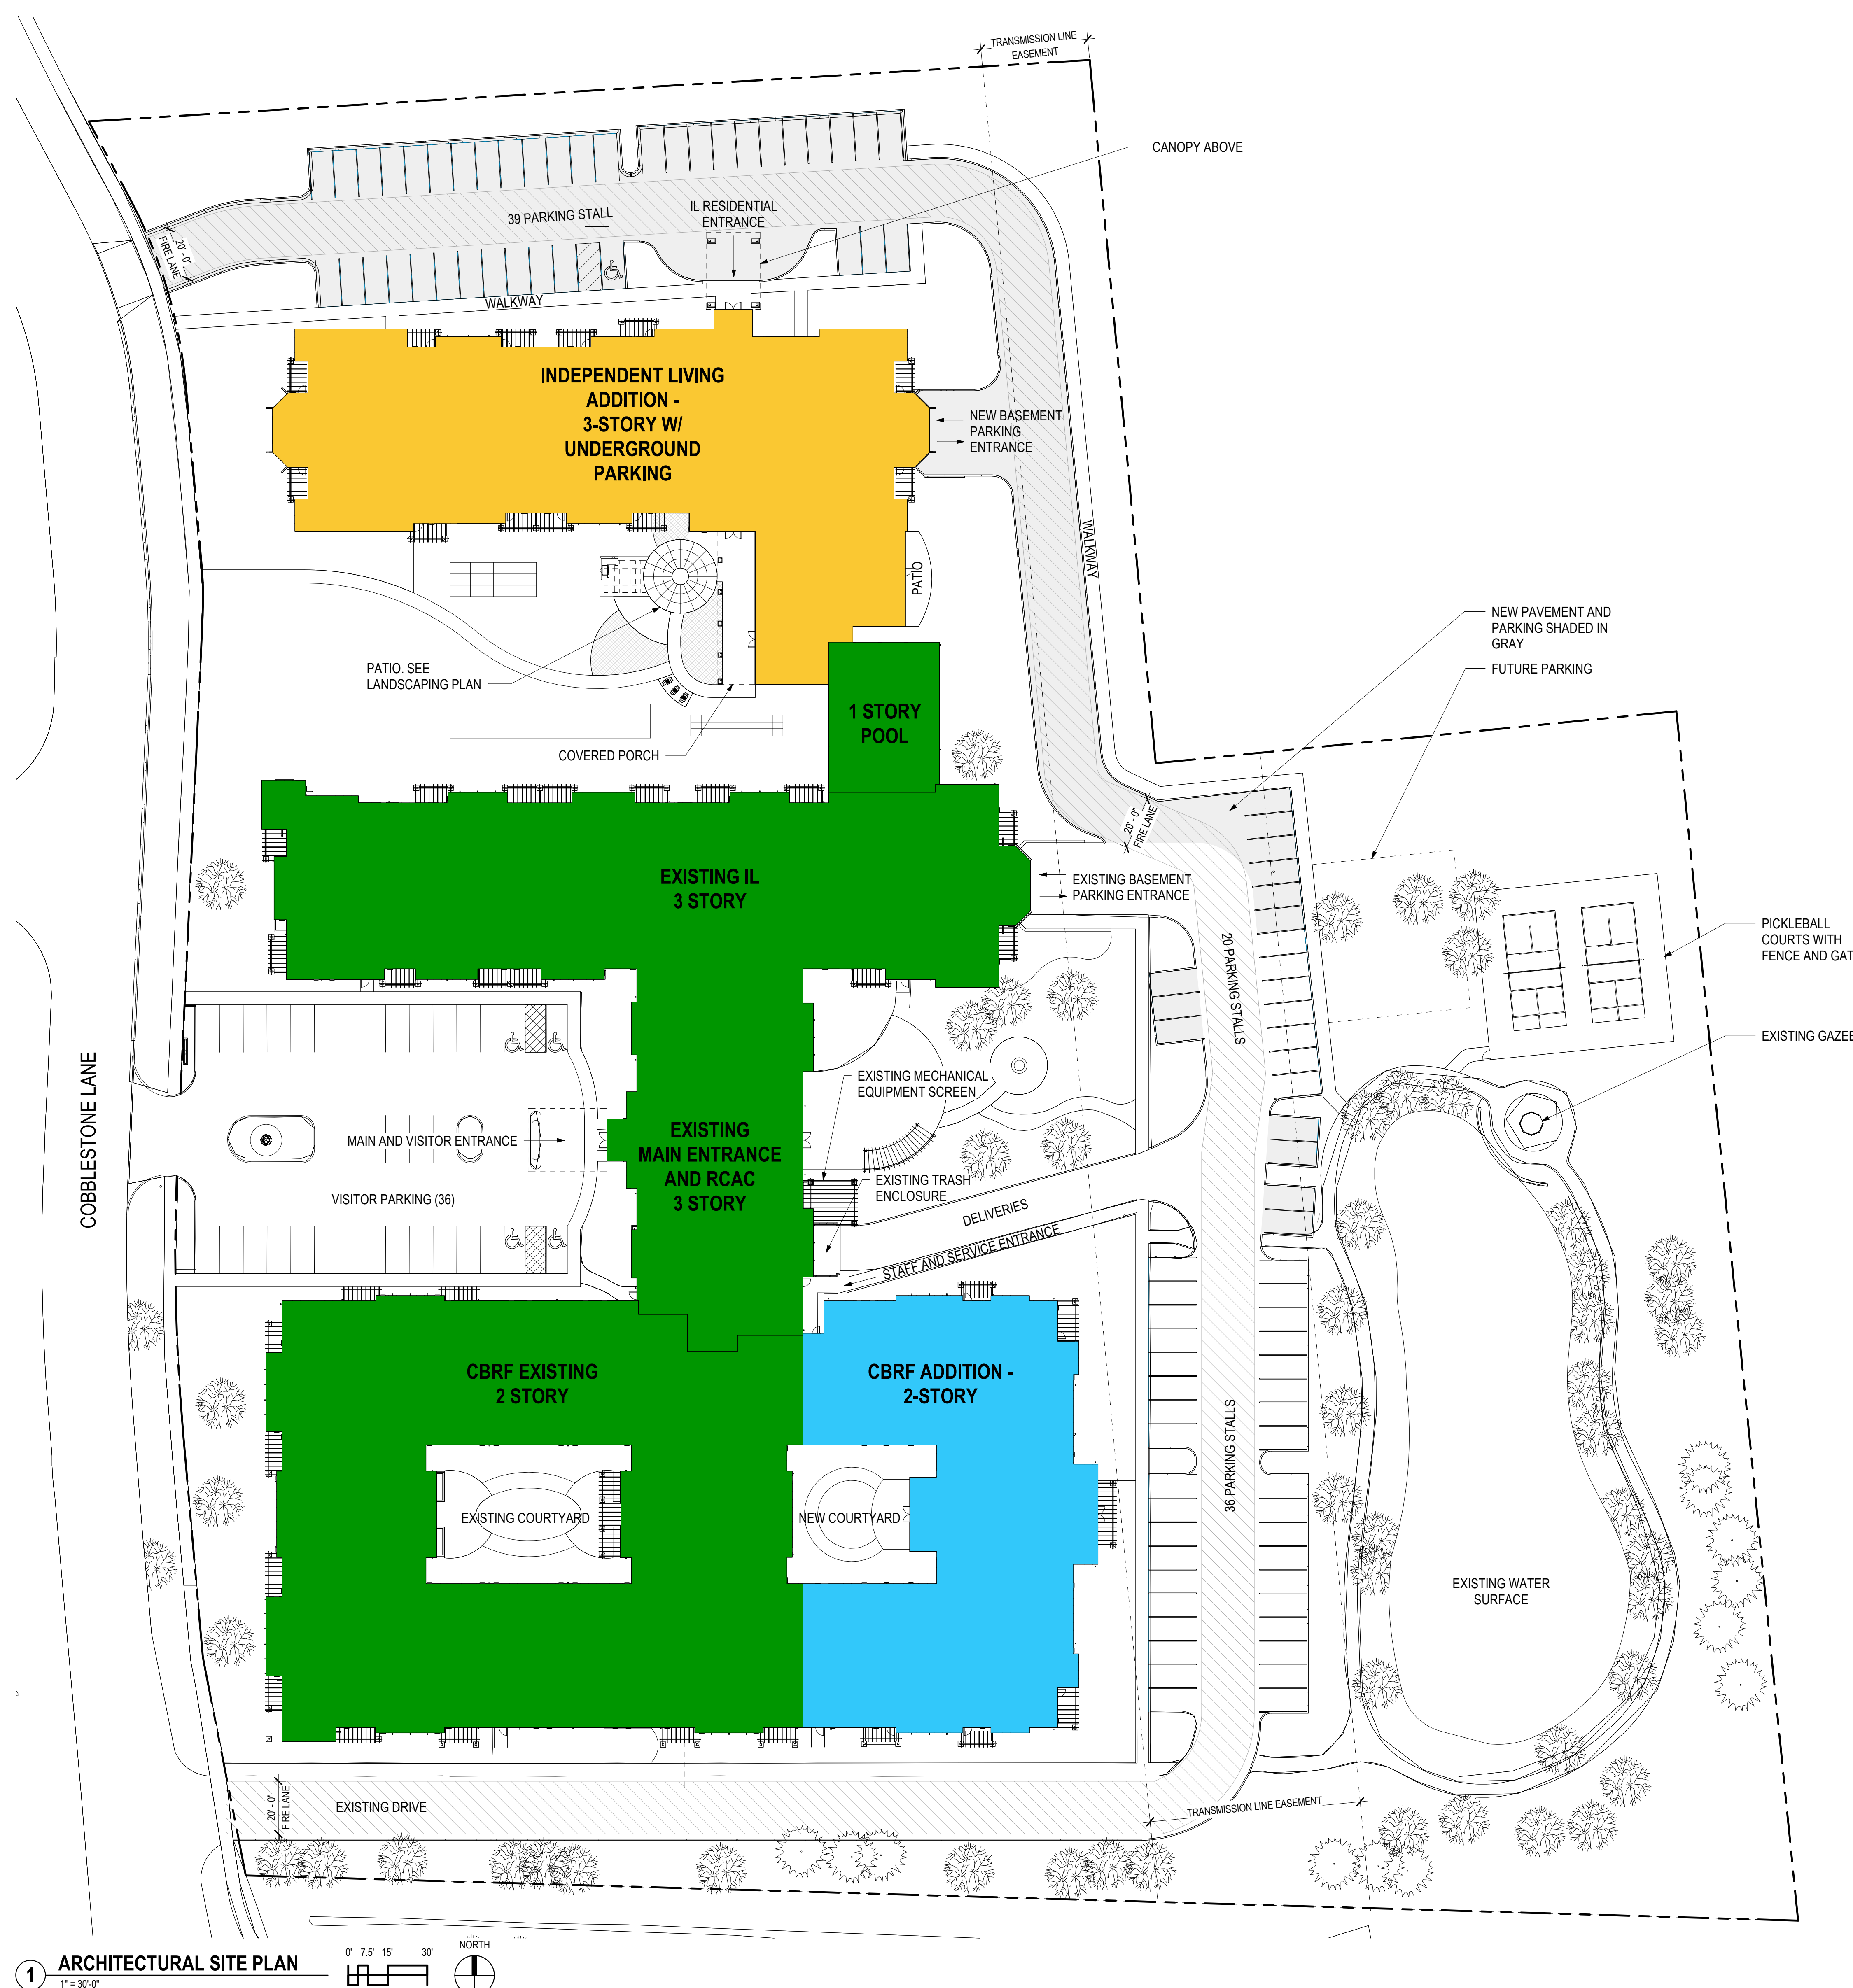 TRANSMISSION LINE
EASEMENT
CANOPY ABOVE
39 PARKING STALL
IL RESIDENTIAL
ENTRANCE
20' - 0"
FIRE LANE
WALKWAY
INDEPENDENT LIVING
ADDITION -
3-STORY W/
UNDERGROUND
PARKING
NEW BASEMENT
PARKING
ENTRANCE
WALKWAY
PATIO
NEW PAVEMENT AND
PARKING SHADED IN
GRAY
FUTURE PARKING
PATIO. SEE
LANDSCAPING PLAN
1 STORY
POOL
COVERED PORCH
20' - 0"
FIRE LANE
EXISTING IL
3 STORY
EXISTING BASEMENT
PARKING ENTRANCE
PICKLEBALL
COURTS WITH
FENCE AND GAT
20 PARKING STALLS
EXISTING GAZE
COBBLESTONE LANE
EXISTING MECHANICAL
EQUIPMENT SCREEN
MAIN AND VISITOR ENTRANCE
EXISTING
MAIN ENTRANCE
AND RCAC
3 STORY
EXISTING TRASH
ENCLOSURE
VISITOR PARKING (36)
DELIVERIES
STAFF AND SERVICE ENTRANCE
CBRF EXISTING
2 STORY
CBRF ADDITION -
2-STORY
36 PARKING STALLS
EXISTING COURTYARD
NEW COURTYARD
EXISTING WATER
SURFACE
20' - 0"
FIRE LANE
EXISTING DRIVE
TRANSMISSION LINE EASEMENT
1
ARCHITECTURAL SITE PLAN
1" = 30'-0"
0' 7.5' 15' 30'
NORTH